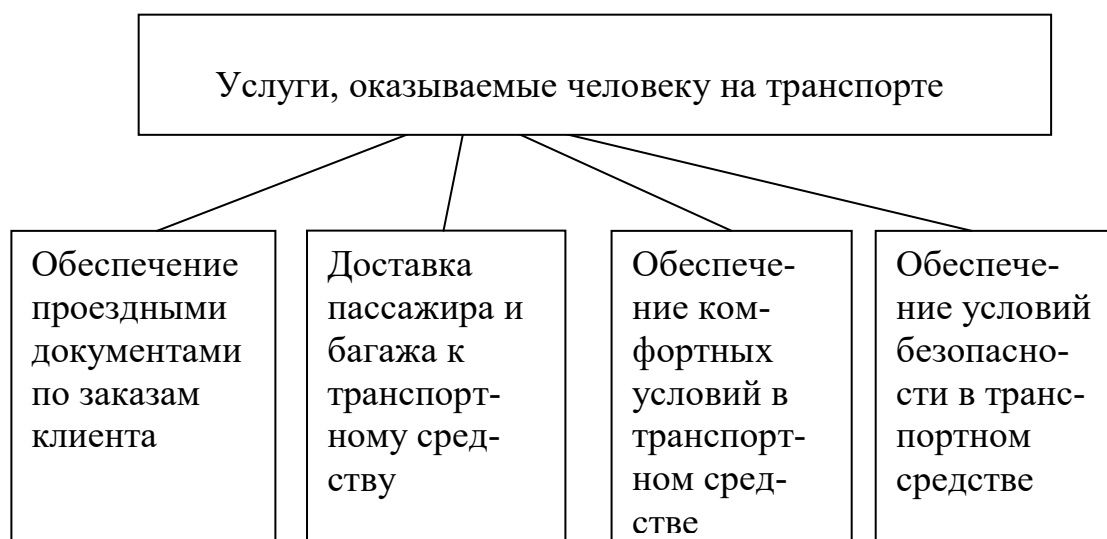 Услуги, оказываемые человеку на транспорте
Обеспечение
проездными
документами
по заказам
клиента
Доставка
пассажира и
багажа к
транспорт-
ному сред-
ству
Обеспече-
ние ком-
фортных
условий в
транспорт-
ном сред-
стве
Обеспече-
ние условий
безопасно-
сти в транс-
портном
средстве